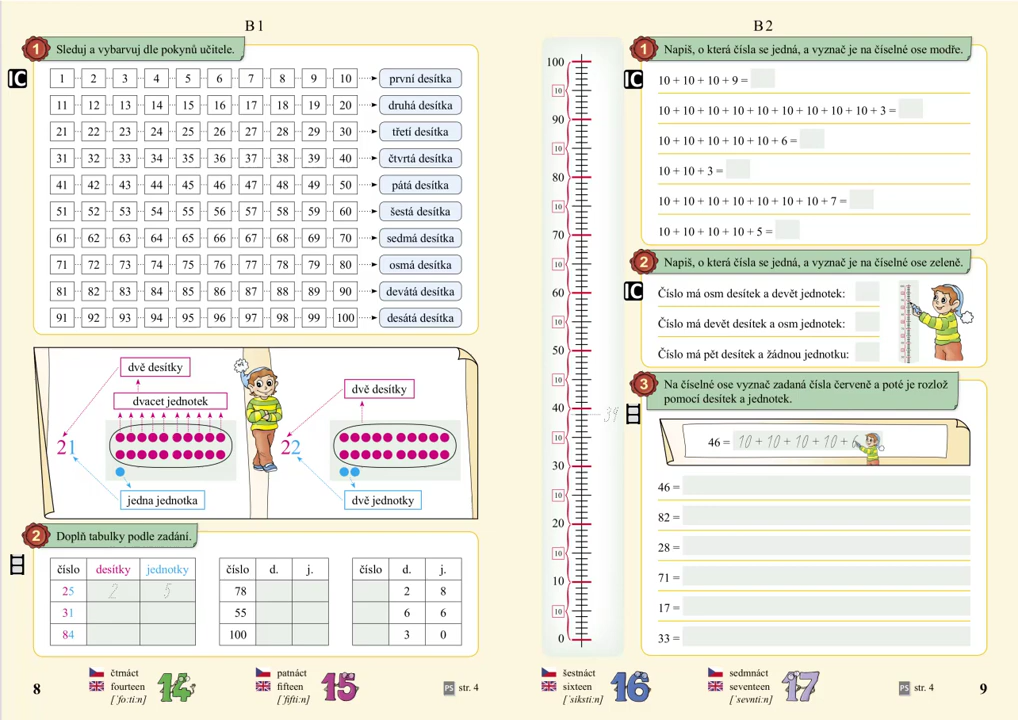 B 1
1 Sleduj a vybarvuj dle pokynů učitele.
1 2 3 4 5 6 7 8 9 10 první desítka
11 12 13 14 15 16 17 18 19 20 druhá desítka
21 22 23 24 25 26 27 28 29 30 třetí desítka
31 32 33 34 35 36 37 38 39 40 čtvrtá desítka
41 42 43 44 45 46 47 48 49 50 pátá desítka
51 52 53 54 55 56 57 58 59 60 šestá desítka
61 62 63 64 65 66 67 68 69 70 sedmá desítka
71 72 73 74 75 76 77 78 79 80 osmá desítka
81 82 83 84 85 86 87 88 89 90 devátá desítka
91 92 93 94 95 96 97 98 99 100 desátá desítka
dvě desítky
dvacet jednotek
21
jedna jednotka
dvě desítky
22
dvě jednotky
2 Doplň tabulky podle zadání.
číslo desítky jednotky
25 2 5
31
84
číslo d. j.
78
55
100
číslo d. j.
2 8
6 6
3 0
8
čtrnáct
fourteen
[ˈfoːtiːn]
14
patnáct
fifteen
[ˈfiftiːn]
15
PS str. 4
B 2
100
10
90
10
80
10
70
10
60
10
50
10
40
39
10
30
10
20
10
10
10
0
1 Napiš, o která čísla se jedná, a vyznač je na číselné ose modře.
10 + 10 + 10 + 9 =
10 + 10 + 10 + 10 + 10 + 10 + 10 + 10 + 10 + 3 =
10 + 10 + 10 + 10 + 10 + 6 =
10 + 10 + 3 =
10 + 10 + 10 + 10 + 10 + 10 + 10 + 7 =
10 + 10 + 10 + 10 + 5 =
2 Napiš, o která čísla se jedná, a vyznač je na číselné ose zeleně.
Číslo má osm desítek a devět jednotek:
Číslo má devět desítek a osm jednotek:
Číslo má pět desítek a žádnou jednotku:
3 Na číselné ose vyznač zadaná čísla červeně a poté je rozlož
pomocí desítek a jednotek.
46 = 10 + 10 + 10 + 10 + 6
46 =
82 =
28 =
71 =
17 =
33 =
šestnáct
sixteen
[ˈsikstiːn]
16
sedmnáct
seventeen
[ˈsevntiːn]
17
PS str. 4
9